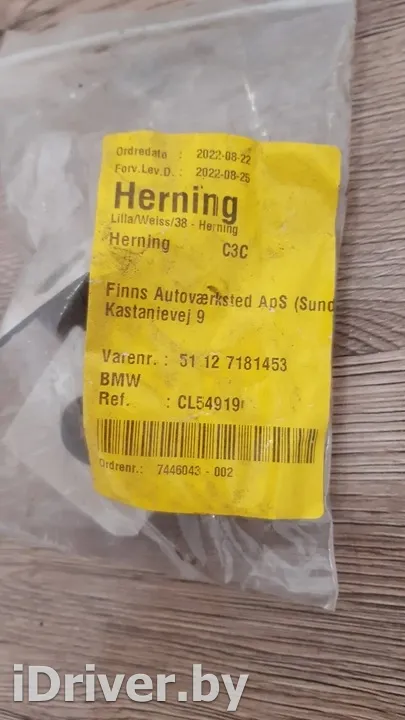 Ordredato : 2022-08-22
Forv.Lev.D. : 2022-08-25
Herning
Lilla/Weiss/38 - Herning
Herning C3C
Finns Autoværksted ApS (Sund
Kastanievej 9
Varenr. : 51 12 7181453
BMW
Ref. : CL54919
Ordrenr.: 7446043 - 002
iDriver.by